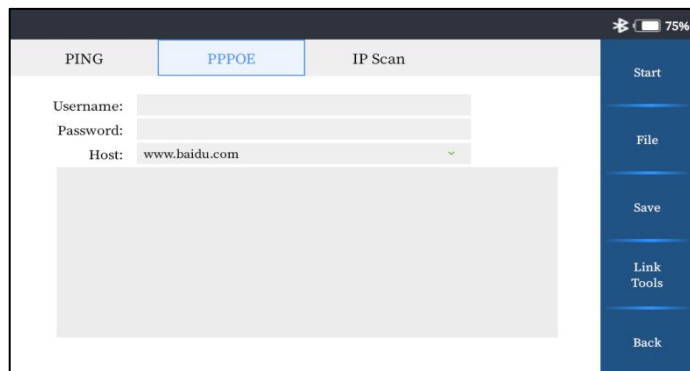 75%
PING PPPOE IP Scan
Start
Username:
Password:
File
Host: www.baidu.com
Save
Link
Tools
Back